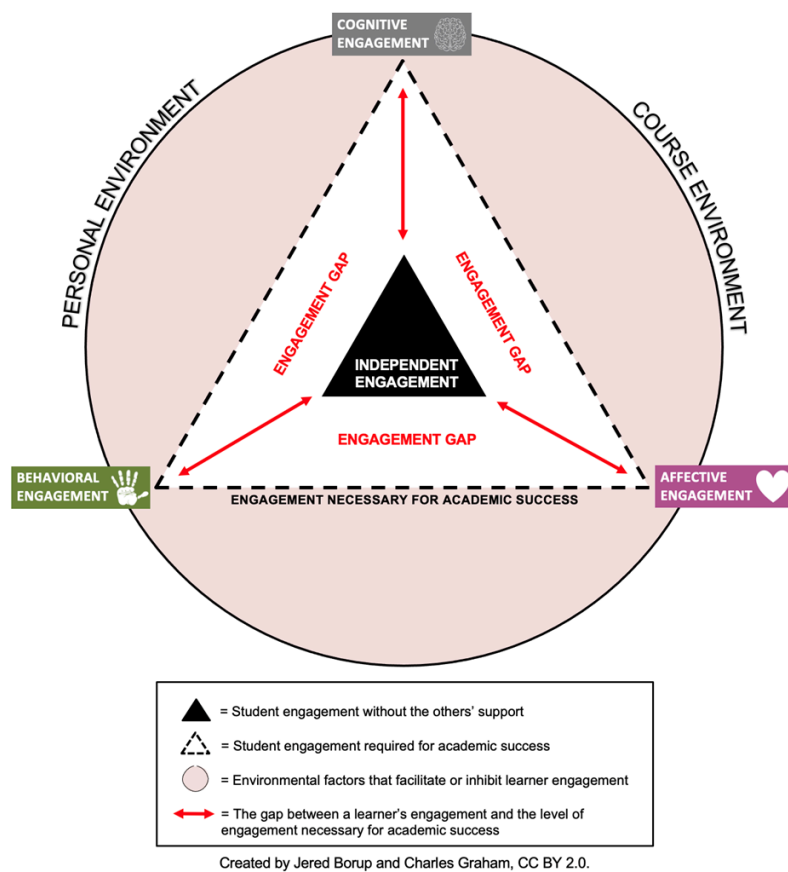 COGNITIVE
ENGAGEMENT
PERSONAL ENVIRONMENT
COURSE ENVIRONMENT
ENGAGEMENT GAP
ENGAGEMENT GAP
INDEPENDENT
ENGAGEMENT
ENGAGEMENT GAP
BEHAVIORAL
ENGAGEMENT
AFFECTIVE
ENGAGEMENT
ENGAGEMENT NECESSARY FOR ACADEMIC SUCCESS
= Student engagement without the others’ support
= Student engagement required for academic success
= Environmental factors that facilitate or inhibit learner engagement
= The gap between a learner’s engagement and the level of
engagement necessary for academic success
Created by Jered Borup and Charles Graham, CC BY 2.0.